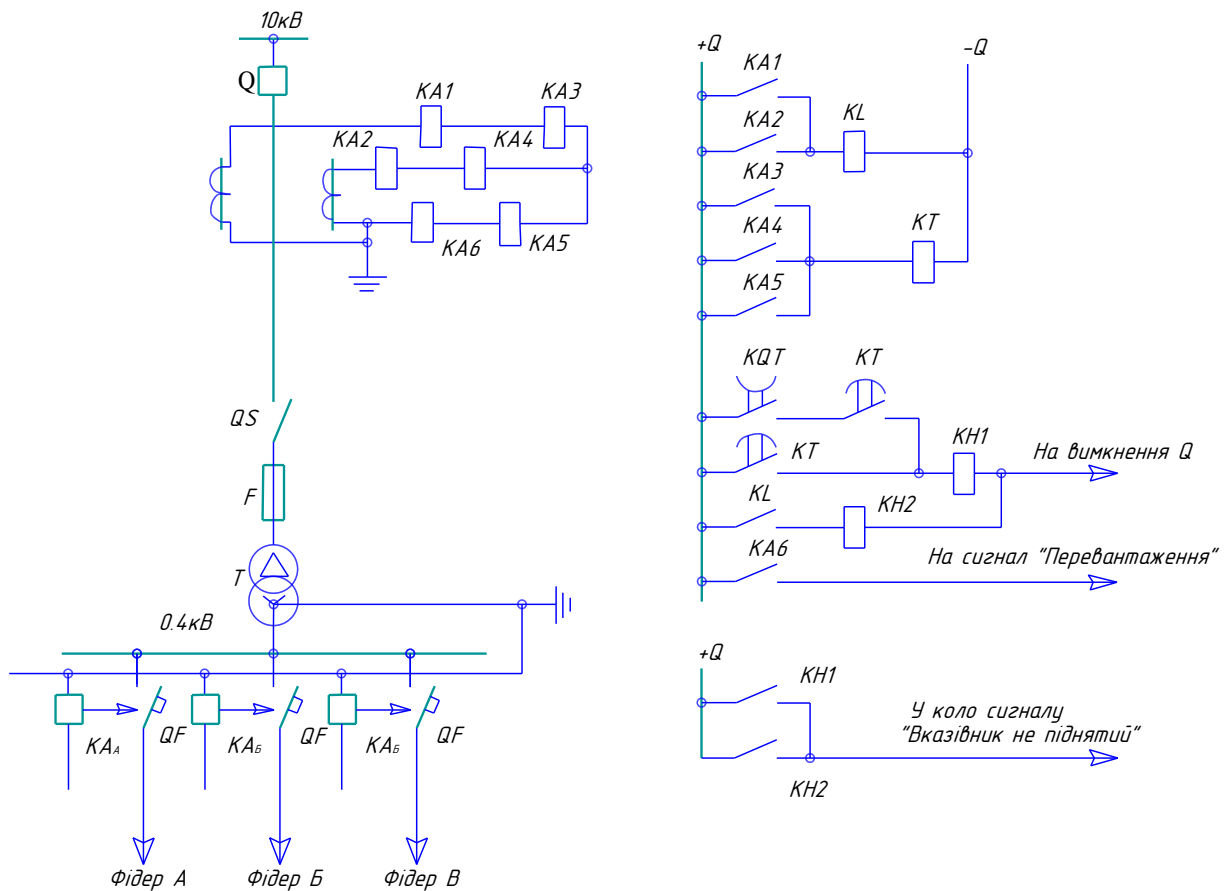 10кВ
Q
KA1
KA3
KA2
KA4
KA6
KA5
QS
F
T
0.4кВ
KAА
QF
KAБ
QF
KAБ
QF
Фідер А
Фідер Б
Фідер В
+Q
-Q
KA1
KA2
KL
KA3
KA4
KT
KA5
KQT
KT
KT
KH1
На вимкнення Q
KL
KH2
KA6
На сигнал "Перевантаження"
+Q
KH1
У коло сигналу
"Вказівник не піднятий"
KH2